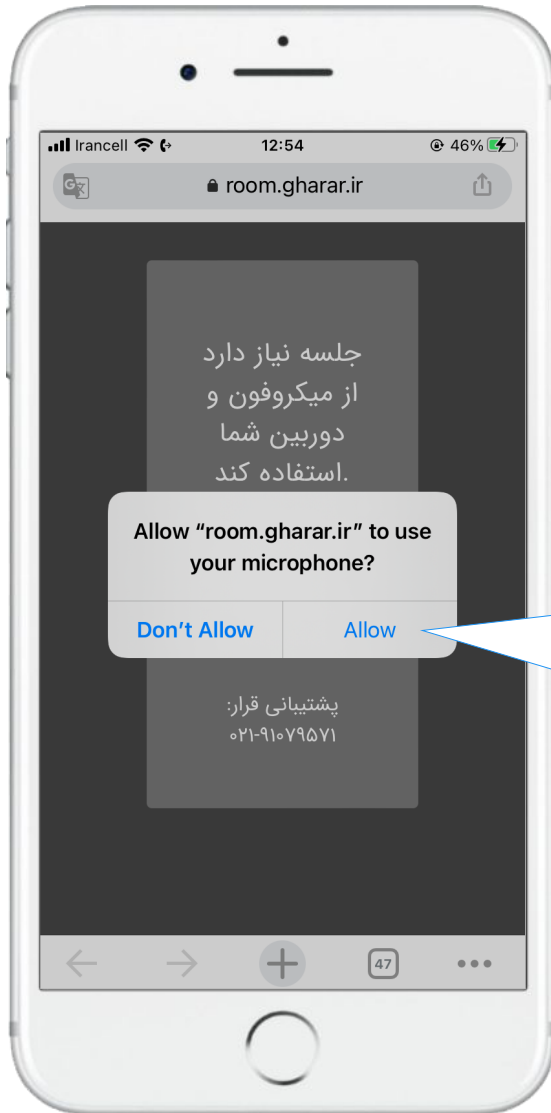 Irancell
12:54
46%
room.gharar.ir
جلسه نیاز دارد
از میکروفون و
دوربین شما
.استفاده کند
Allow “room.gharar.ir” to use
your microphone?
Don’t Allow
Allow
پشتیبانی قرار:
۰۲۱-۹۱۰۷۹۵۷۱
47